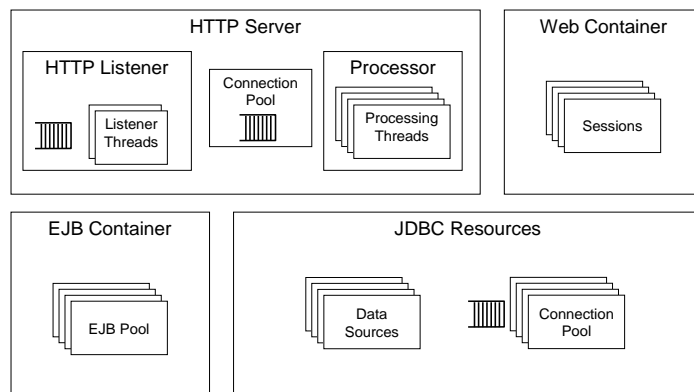 HTTP Server
HTTP Listener
Listener
Threads
Connection
Pool
Processor
Processing
Threads
Web Container
Sessions
EJB Container
EJB Pool
JDBC Resources
Data
Sources
Connection
Pool